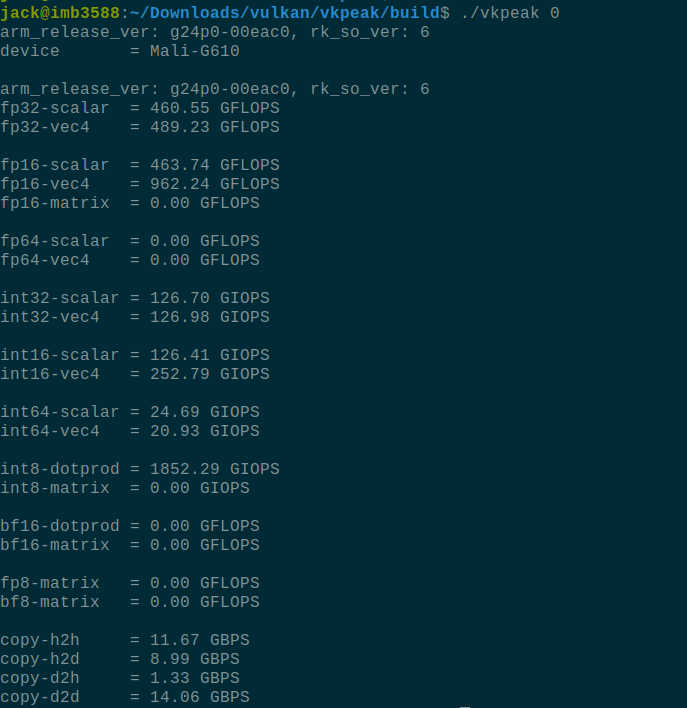 jack@imb3588:~/Downloads/vulkan/vkpeak/build$ ./vkpeak 0
arm_release_ver: g24p0-00eac0, rk_so_ver: 6
device       = Mali-G610
arm_release_ver: g24p0-00eac0, rk_so_ver: 6
fp32-scalar  = 460.55 GFLOPS
fp32-vec4    = 489.23 GFLOPS
fp16-scalar  = 463.74 GFLOPS
fp16-vec4    = 962.24 GFLOPS
fp16-matrix  = 0.00 GFLOPS
fp64-scalar  = 0.00 GFLOPS
fp64-vec4    = 0.00 GFLOPS
int32-scalar = 126.70 GIOPS
int32-vec4   = 126.98 GIOPS
int16-scalar = 126.41 GIOPS
int16-vec4   = 252.79 GIOPS
int64-scalar = 24.69 GIOPS
int64-vec4   = 20.93 GIOPS
int8-dotprod = 1852.29 GIOPS
int8-matrix  = 0.00 GIOPS
bf16-dotprod = 0.00 GFLOPS
bf16-matrix  = 0.00 GFLOPS
fp8-matrix   = 0.00 GFLOPS
bf8-matrix   = 0.00 GFLOPS
copy-h2h     = 11.67 GBPS
copy-h2d     = 8.99 GBPS
copy-d2h     = 1.33 GBPS
copy-d2d     = 14.06 GBPS